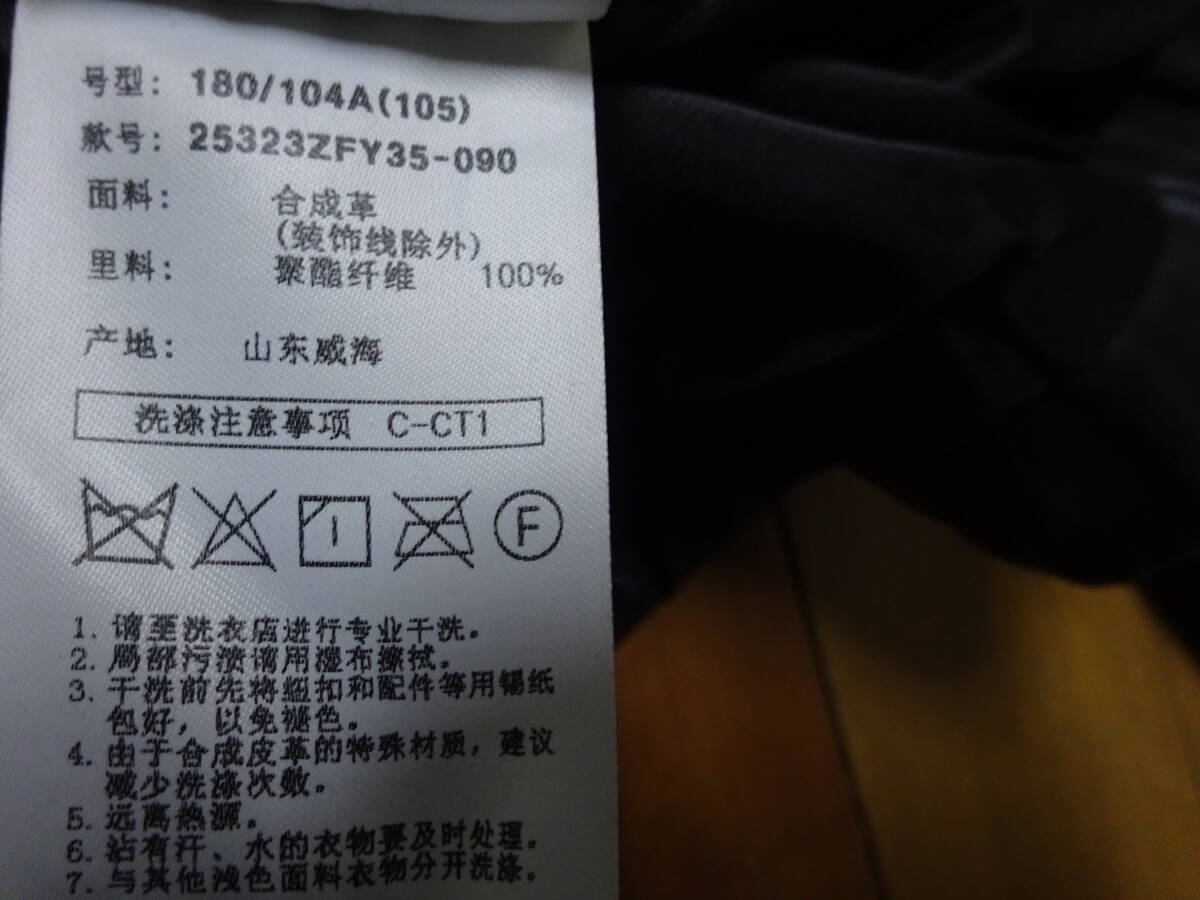 号型: 180/104A(105)
款号: 25323ZFY35-090
面料: 合成革
(装饰线除外)
里料: 聚酯纤维 100%
产地: 山东威海
洗涤注意事项 C-CT1
F
1. 请至洗衣店进行专业干洗。
2. 局部污渍请用湿布擦拭。
3. 干洗前先将纽扣和配件等用锡纸
包好，以免褪色。
4. 由于合成皮革的特殊材质，建议
减少洗涤次数。
5. 远离热源。
6. 沾有汗、水的衣物要及时处理。
7. 与其他浅色面料衣物分开洗涤。